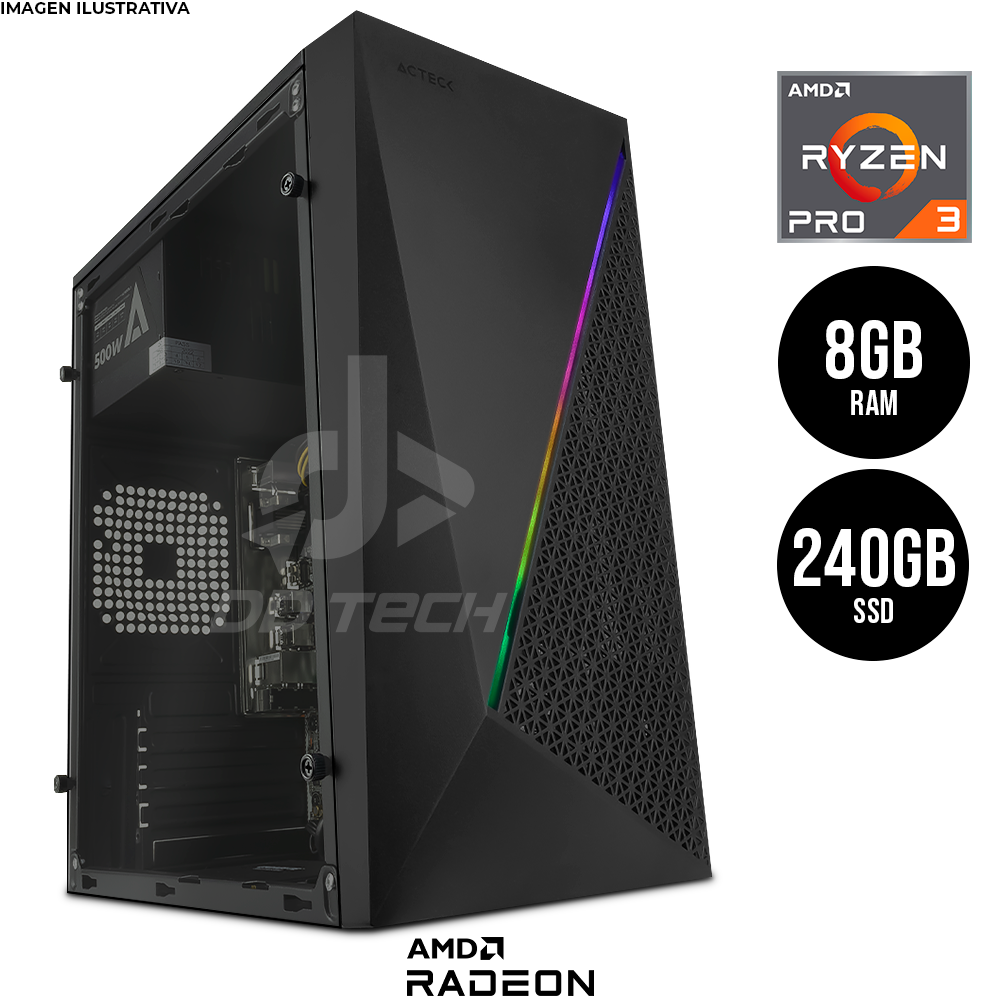 IMAGEN ILUSTRATIVA
ACTECK
AMD
RYZEN
PRO 3
500W
8GB
RAM
DD TECH
240GB
SSD
AMD
RADEON